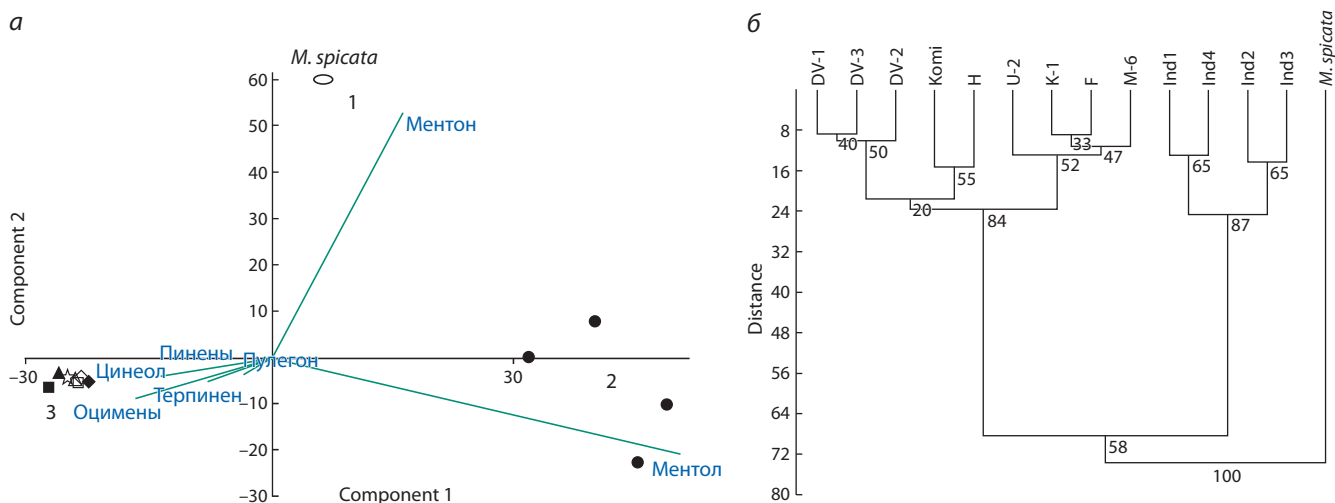 а
M. spicata
60
1
50
Ментон
40
30
20
10
Component 2
Пинены
Пулегон
−30
Цинеол
30
2
3
Терпинен
Оцимены
−10
−20
Ментол
−30
Component 1
б
DV-1
DV-3
DV-2
Komi
H
U-2
K-1
F
M-6
Ind1
Ind4
Ind2
Ind3
M. spicata
Distance
8
16
24
32
40
48
56
64
72
80
40
50
33
47
55
52
65
65
20
84
87
58
100